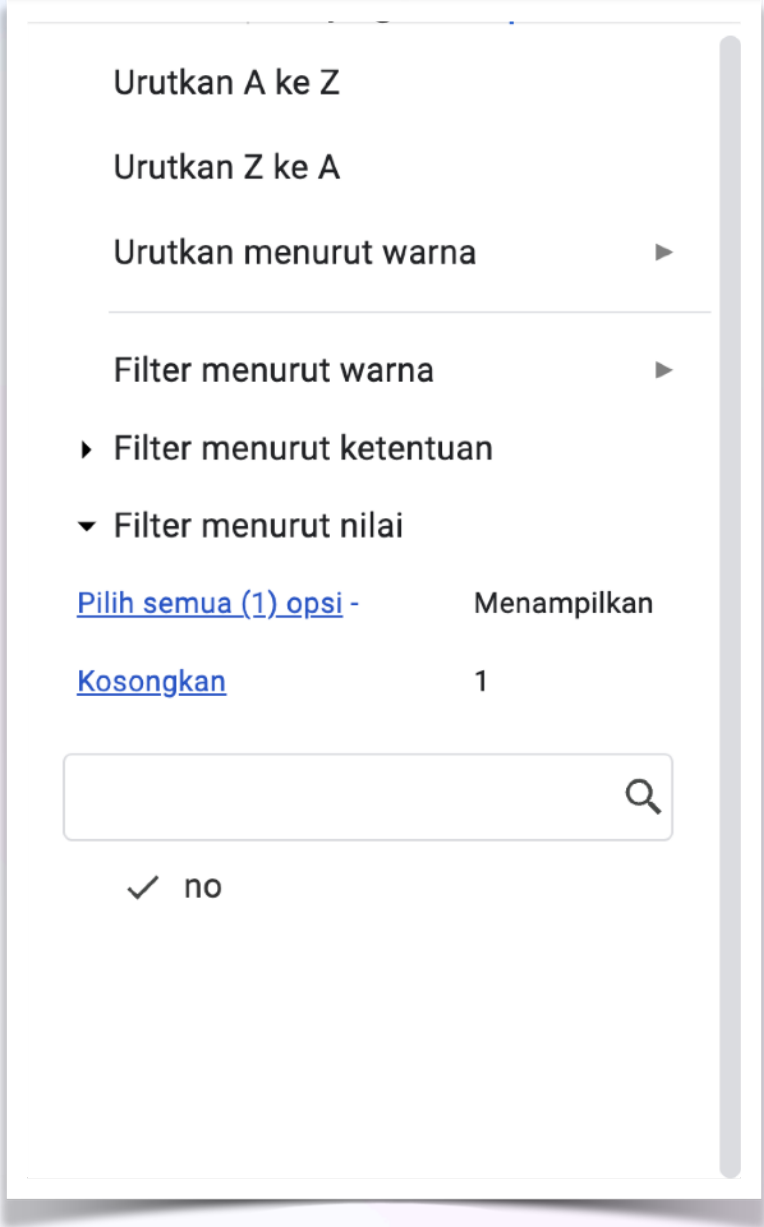 Urutkan A ke Z
Urutkan Z ke A
Urutkan menurut warna
Filter menurut warna
Filter menurut ketentuan
Filter menurut nilai
Pilih semua (1) opsi - Menampilkan
Kosongkan 1
no